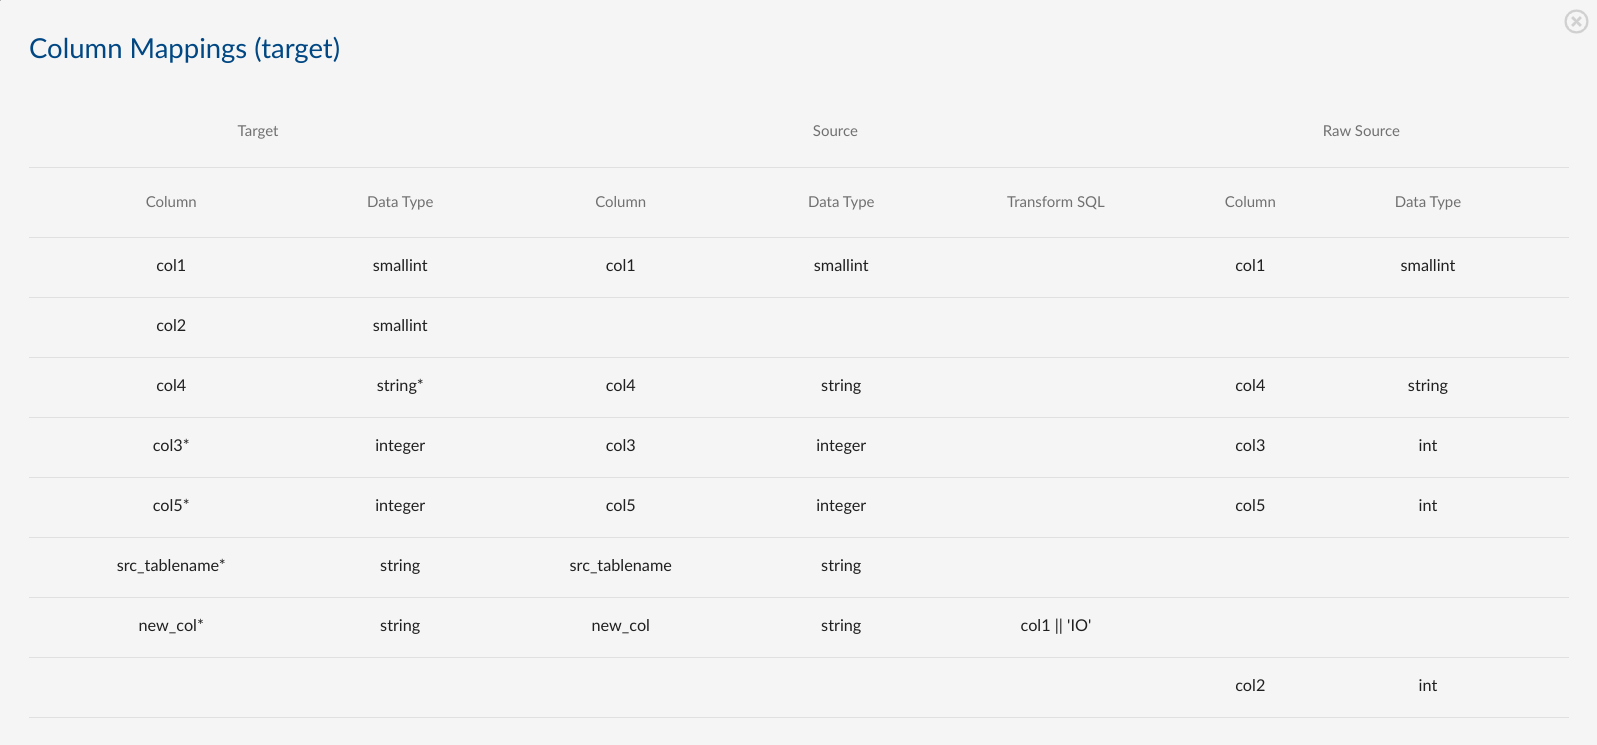 Column Mappings (target)
Target Source Raw Source
Column Data Type Column Data Type Transform SQL Column Data Type
col1 smallint col1 smallint col1 smallint
col2 smallint
col4 string* col4 string col4 string
col3* integer col3 integer col3 int
col5* integer col5 integer col5 int
src_tablename* string src_tablename string
new_col* string new_col string col1 || 'IO'
col2 int